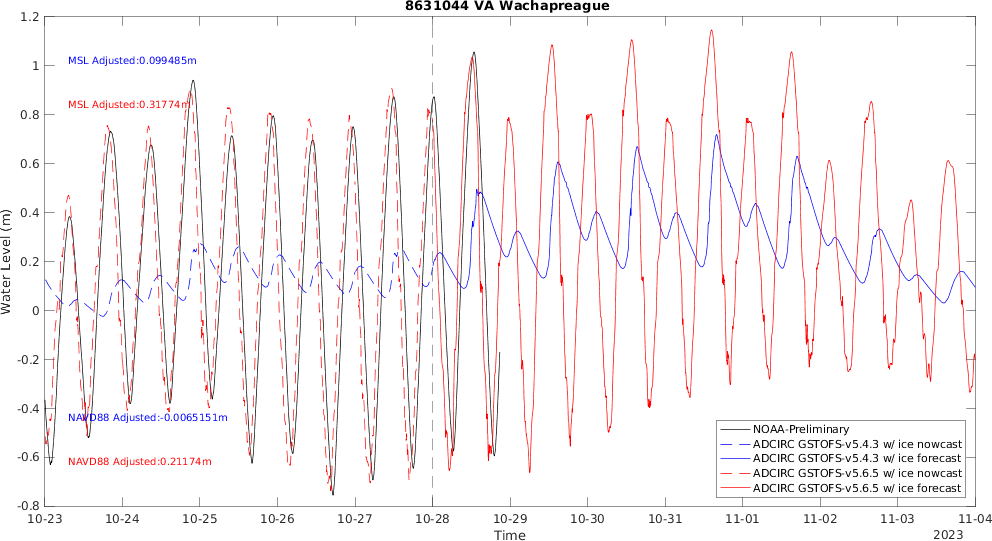 8631044 VA Wachapreague
1.2
1
0.8
0.6
0.4
0.2
0
-0.2
-0.4
-0.6
-0.8
Water Level (m)
MSL Adjusted:0.099485m
MSL Adjusted:0.31774m
NAVD88 Adjusted:-0.0065151m
NAVD88 Adjusted:0.21174m
NOAA-Preliminary
ADCIRC GSTOFS-v5.4.3 w/ ice nowcast
ADCIRC GSTOFS-v5.4.3 w/ ice forecast
ADCIRC GSTOFS-v5.6.5 w/ ice nowcast
ADCIRC GSTOFS-v5.6.5 w/ ice forecast
10-23 10-24 10-25 10-26 10-27 10-28 10-29 10-30 10-31 11-01 11-02 11-03 11-04
Time
2023